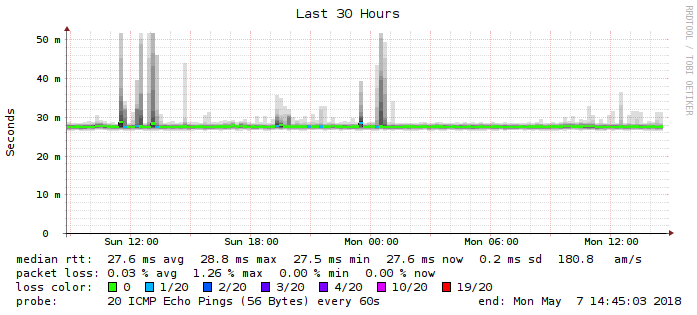 Last 30 Hours
RRDTOOL / TOBI OETIKER
Seconds
50 m
40 m
30 m
20 m
10 m
0
Sun 12:00 Sun 18:00 Mon 00:00 Mon 06:00 Mon 12:00
median rtt: 27.6 ms avg 28.8 ms max 27.5 ms min 27.6 ms now 0.2 ms sd 180.8 am/s
packet loss: 0.03 % avg 1.26 % max 0.00 % min 0.00 % now
loss color: 0 1/20 2/20 3/20 4/20 10/20 19/20
probe: 20 ICMP Echo Pings (56 Bytes) every 60s end: Mon May 7 14:45:03 2018